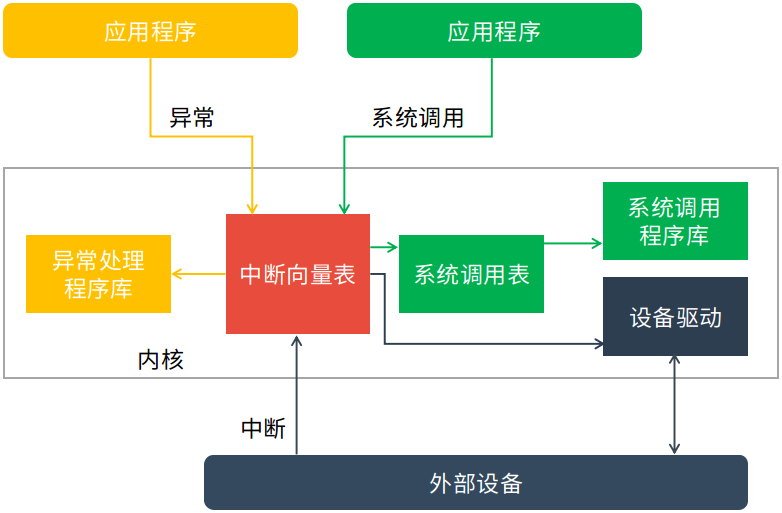 应用程序
应用程序
异常
系统调用
系统调用
程序库
异常处理
程序库
中断向量表
系统调用表
设备驱动
内核
中断
外部设备